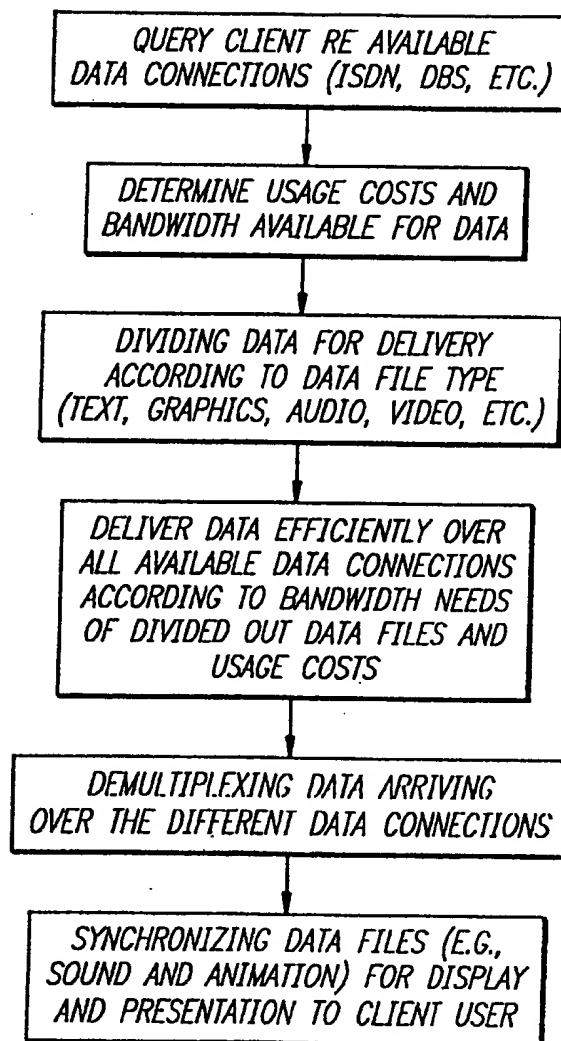 QUERY CLIENT RE AVAILABLE
DATA CONNECTIONS (ISDN, DBS, ETC.)
DETERMINE USAGE COSTS AND
BANDWIDTH AVAILABLE FOR DATA
DIVIDING DATA FOR DELIVERY
ACCORDING TO DATA FILE TYPE
(TEXT, GRAPHICS, AUDIO, VIDEO, ETC.)
DELIVER DATA EFFICIENTLY OVER
ALL AVAILABLE DATA CONNECTIONS
ACCORDING TO BANDWIDTH NEEDS
OF DIVIDED OUT DATA FILES AND
USAGE COSTS
DEMULTIPLEXING DATA ARRIVING
OVER THE DIFFERENT DATA CONNECTIONS
SYNCHRONIZING DATA FILES (E.G.,
SOUND AND ANIMATION) FOR DISPLAY
AND PRESENTATION TO CLIENT USER